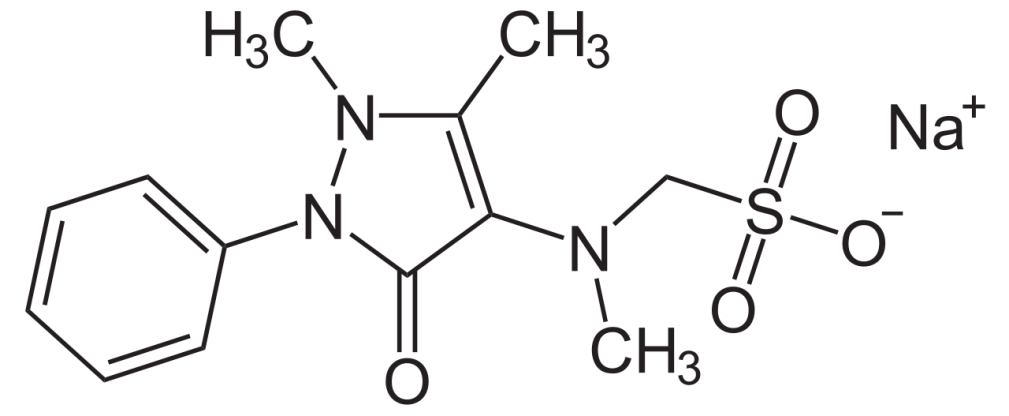 H₃C CH₃
N O Na⁺
N S
N O⁻
O
CH₃
O